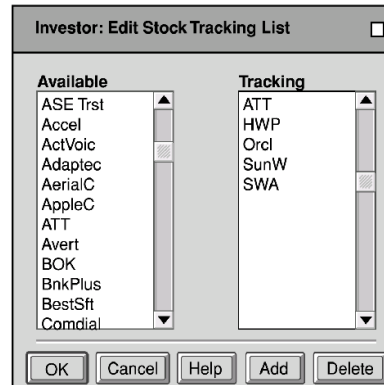 Investor: Edit Stock Tracking List
Available
ASE Trst
Accel
ActVoic
Adaptec
AerialC
AppleC
ATT
Avert
BOK
BnkPlus
BestSft
Comdial
Tracking
ATT
HWP
Orcl
SunW
SWA
OK Cancel Help Add Delete